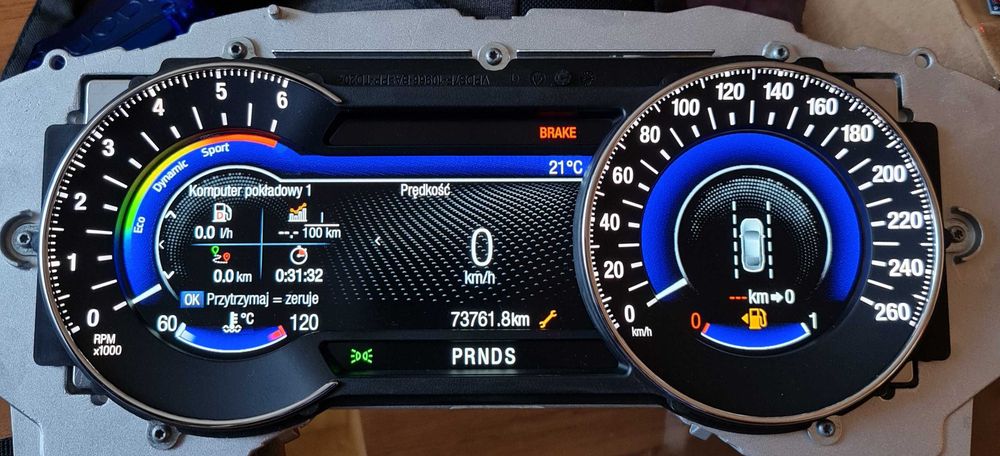 0
1
2
3
4
5
6
RPM
x1000
Eco
Dynamic
Sport
Komputer pokładowy 1
D
0.0 l/h
--.- 100 km
0.0 km
0:31:32
OK Przytrzymaj = zeruje
60 °C 120
BRAKE
21°C
Prędkość
0
km/h
73761.8km
PRNDS
0
20
40
60
80
100
120
140
160
180
200
220
240
260
km/h
---km→0
0 1